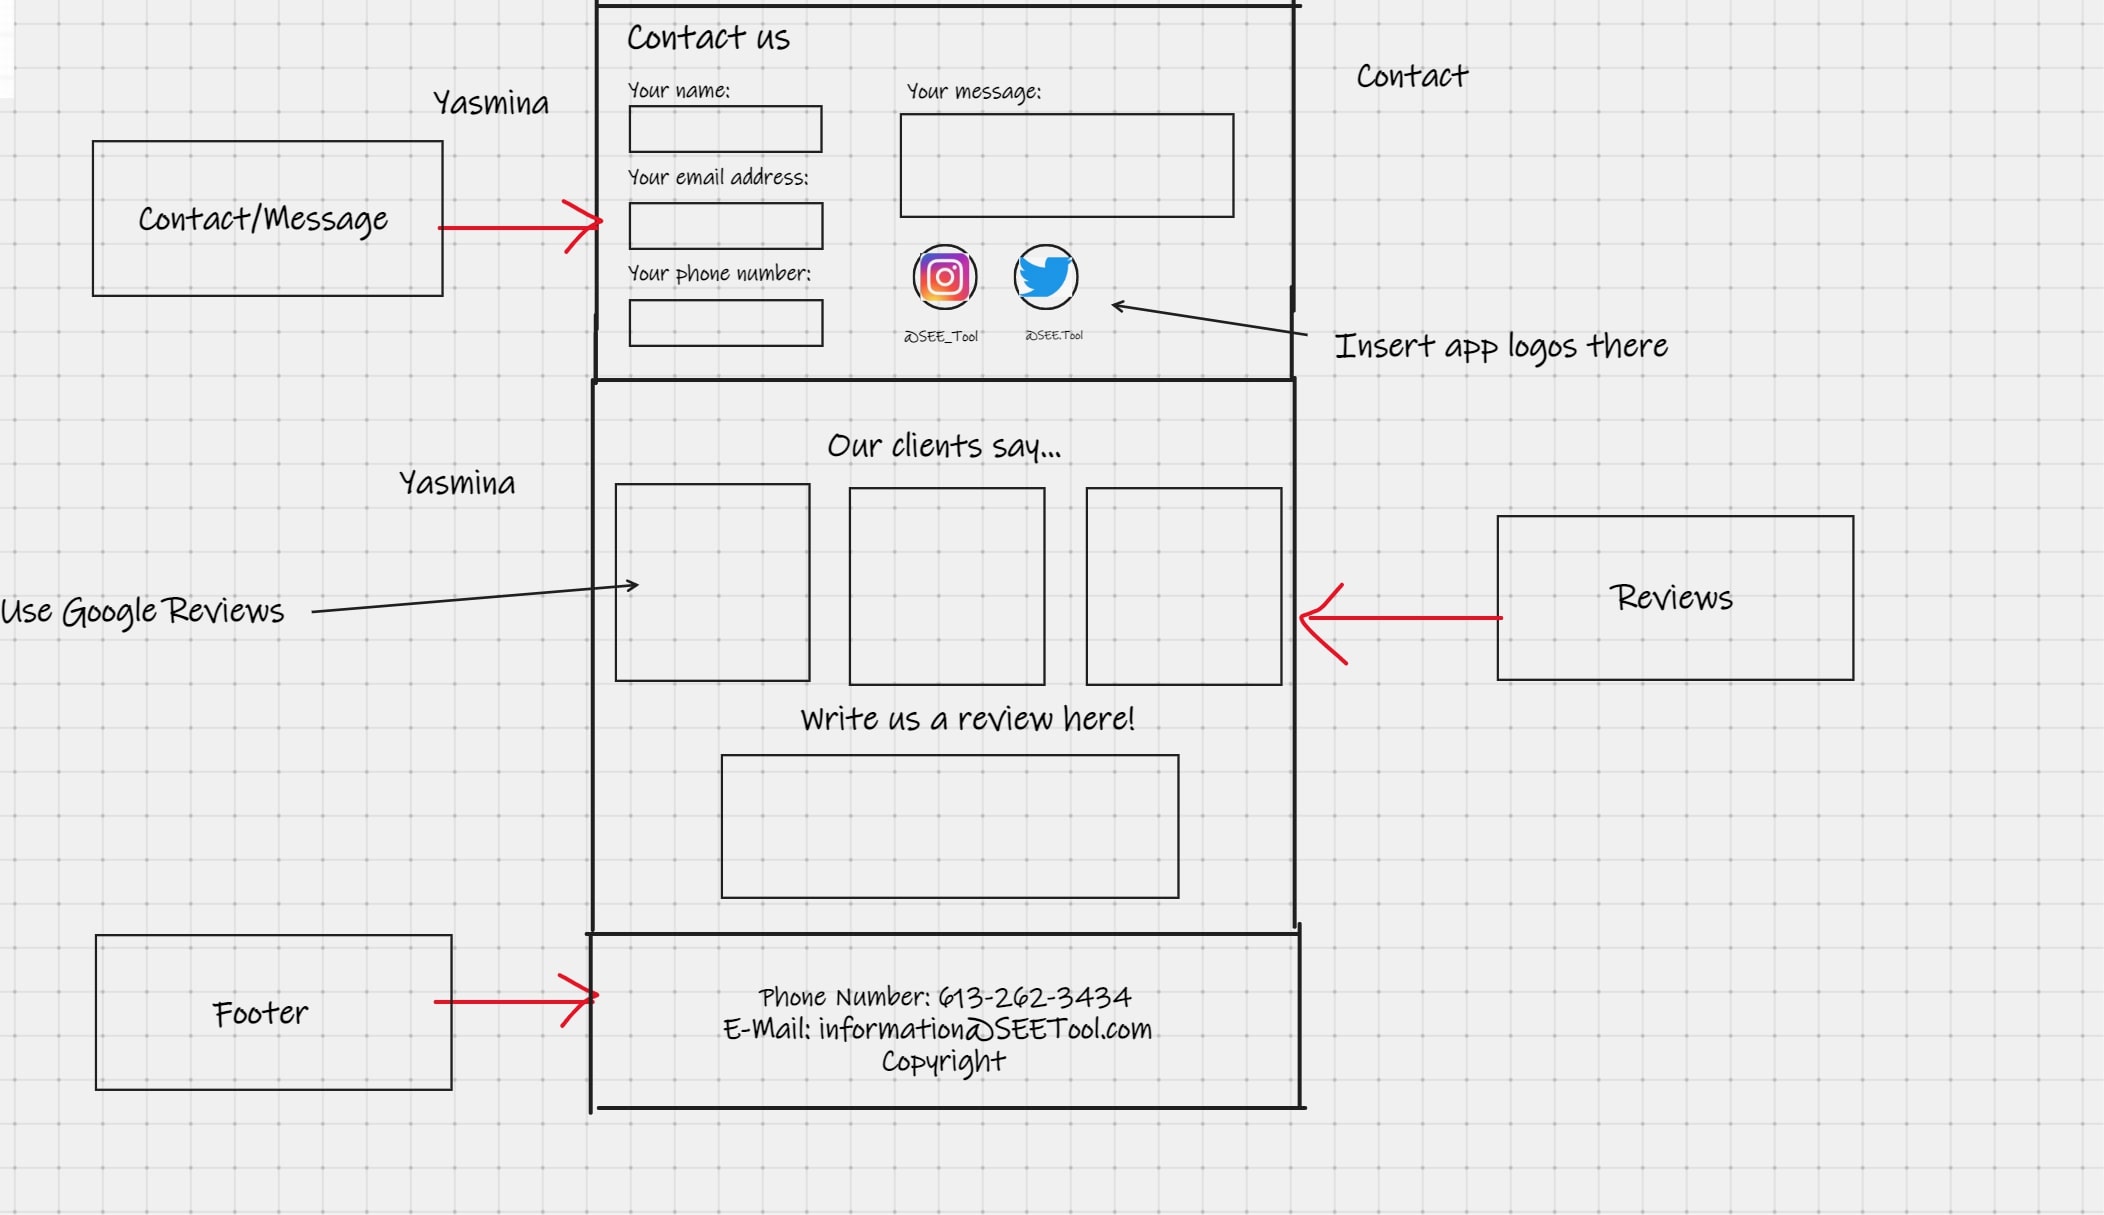 Contact us
Contact
Yasmina
Your name:
Your message:
Contact/Message
Your email address:
Your phone number:
@SEE_Tool
@SEE.Tool
Insert app logos there
Our clients say...
Yasmina
Use Google Reviews
Reviews
Write us a review here!
Footer
Phone Number: 613-262-3434
E-Mail: information@SEETool.com
Copyright